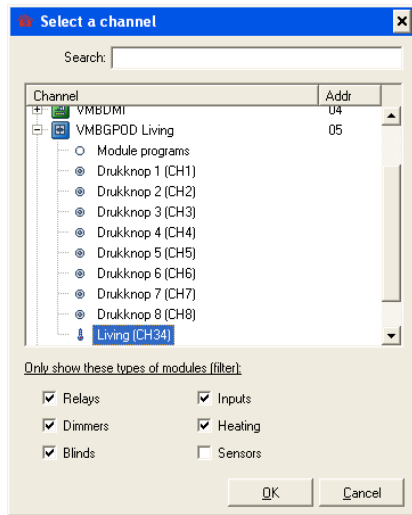 Select a channel
Search:
Channel Addr
VMBDMI 04
VMBGPOD Living 05
Module programs
Drukknop 1 (CH1)
Drukknop 2 (CH2)
Drukknop 3 (CH3)
Drukknop 4 (CH4)
Drukknop 5 (CH5)
Drukknop 6 (CH6)
Drukknop 7 (CH7)
Drukknop 8 (CH8)
Living (CH34)
Only show these types of modules (filter):
Relays Inputs
Dimmers Heating
Blinds Sensors
OK Cancel